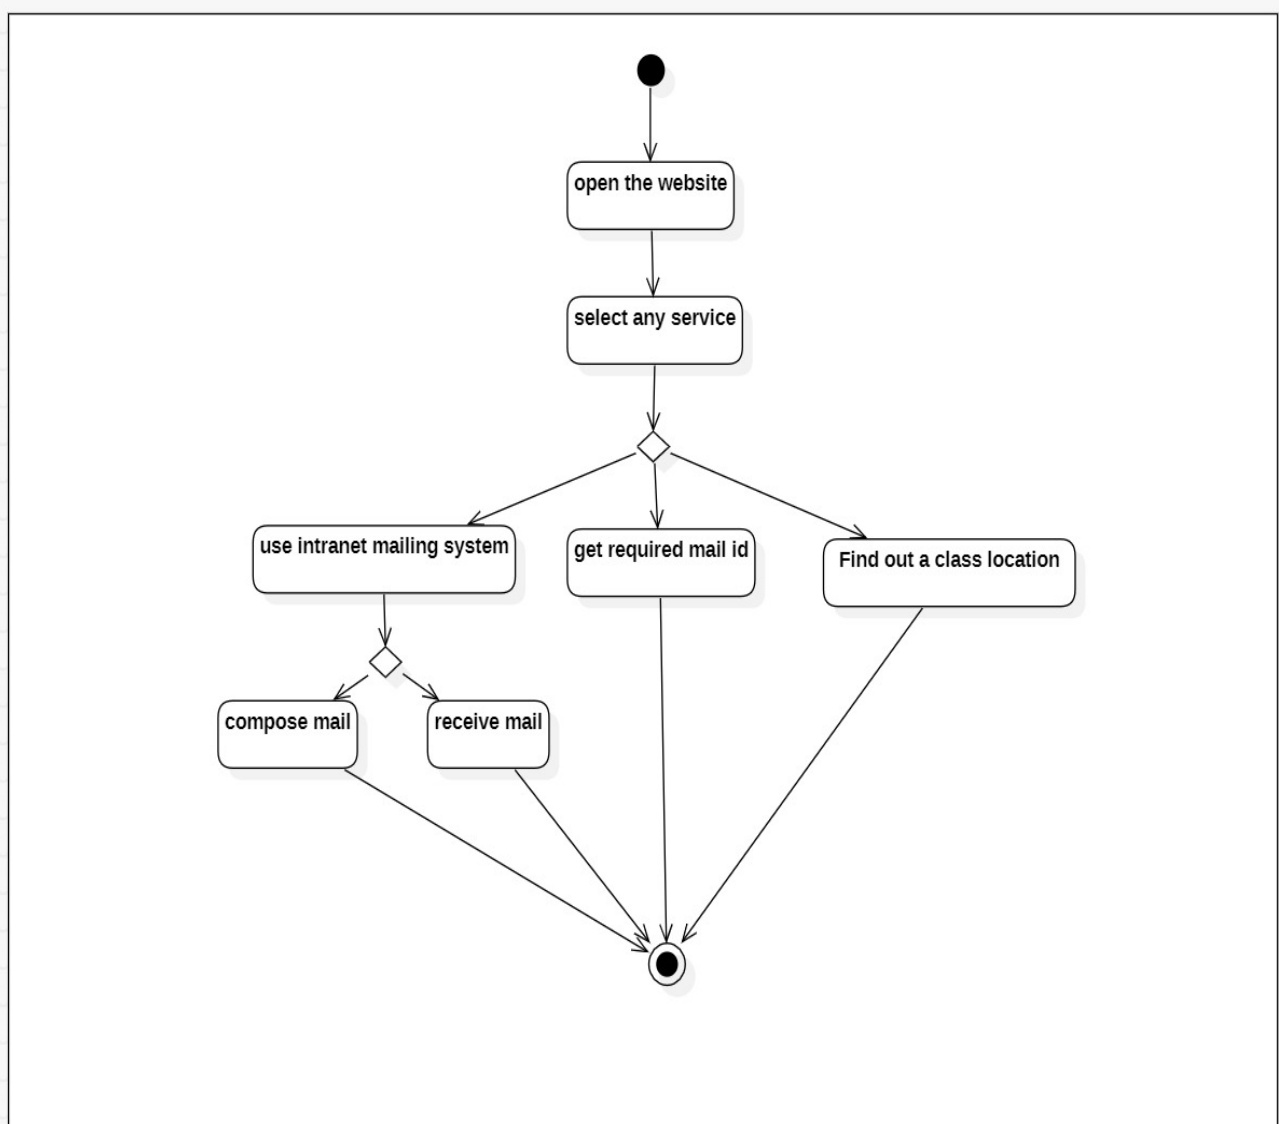 open the website
select any service
use intranet mailing system
get required mail id
Find out a class location
compose mail
receive mail